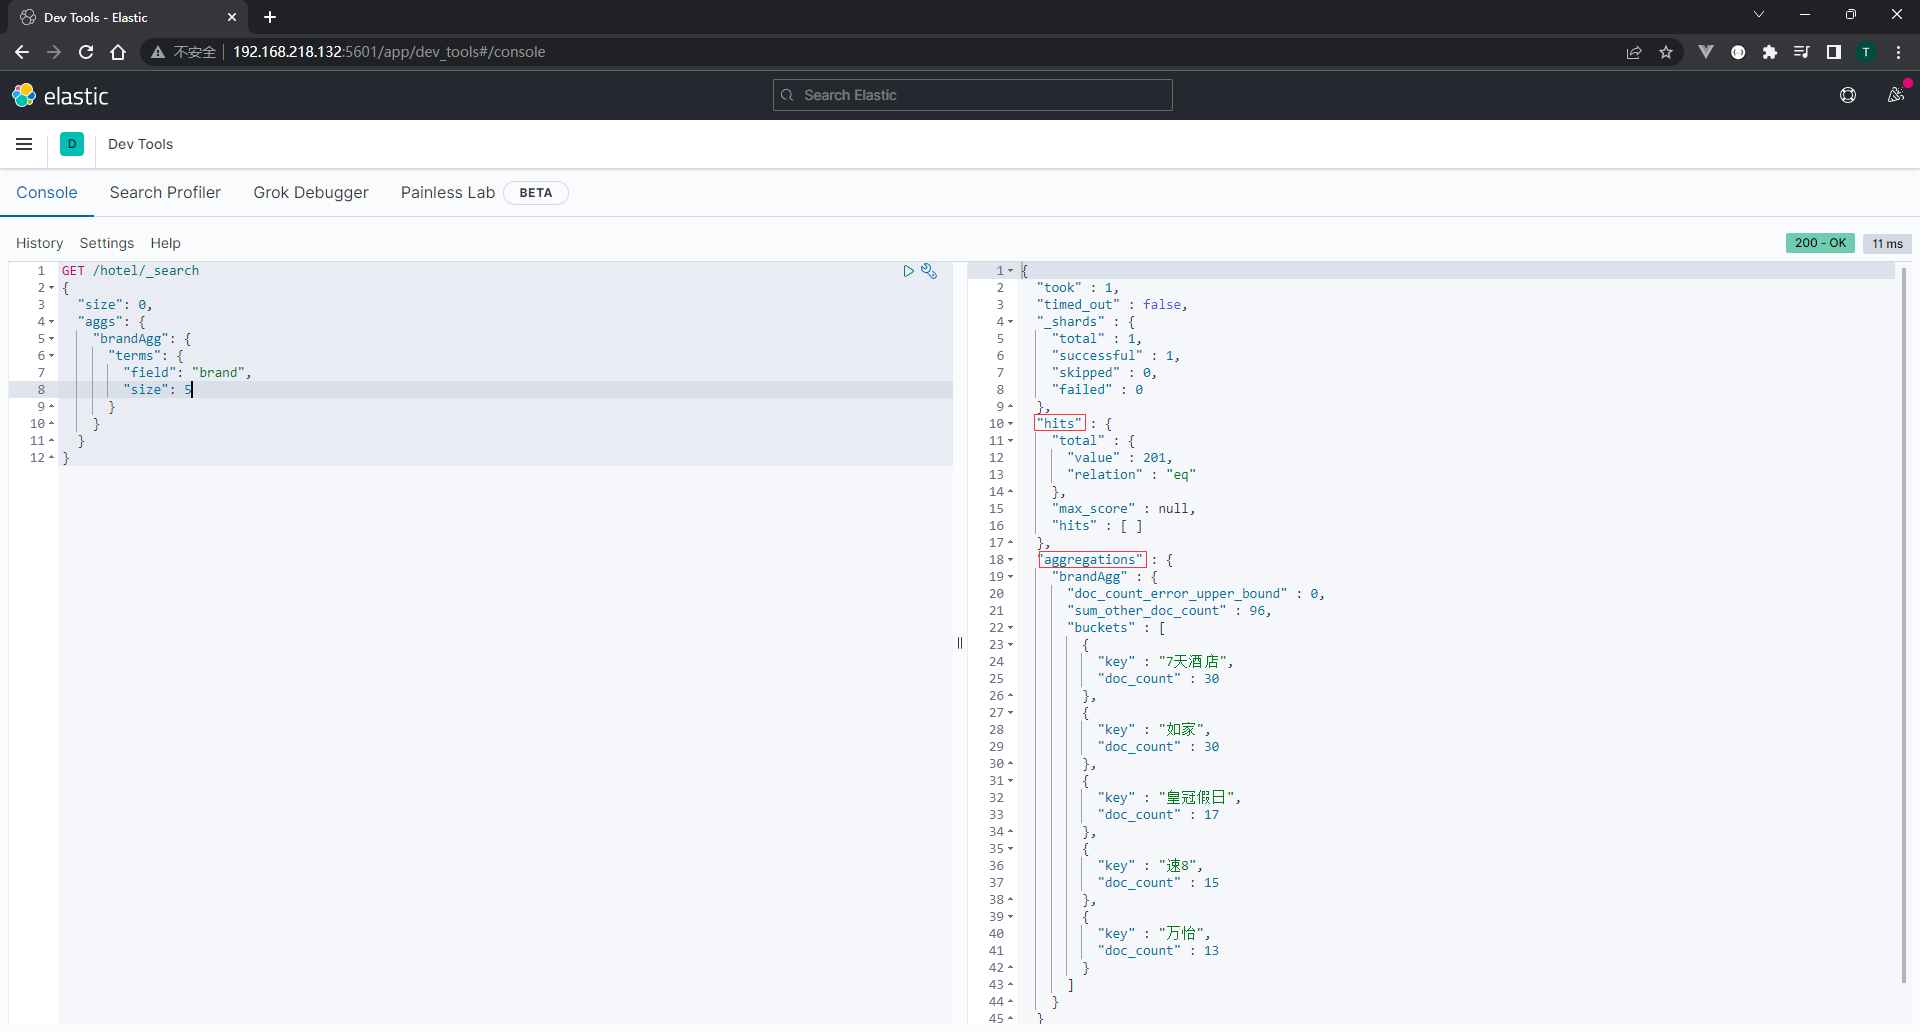 Dev Tools - Elastic
不安全 192.168.218.132:5601/app/dev_tools#/console
T
elastic
Search Elastic
D
Dev Tools
Console Search Profiler Grok Debugger Painless Lab BETA
History Settings Help
200 - OK 11 ms
1 GET /hotel/_search
2 {
3 "size": 0,
4 "aggs": {
5 "brandAgg": {
6 "terms": {
7 "field": "brand",
8 "size": 5
9 }
10 }
11 }
12 }
1 {
2 "took" : 1,
3 "timed_out" : false,
4 "_shards" : {
5 "total" : 1,
6 "successful" : 1,
7 "skipped" : 0,
8 "failed" : 0
9 },
10 "hits" : {
11 "total" : {
12 "value" : 201,
13 "relation" : "eq"
14 },
15 "max_score" : null,
16 "hits" : [ ]
17 },
18 "aggregations" : {
19 "brandAgg" : {
20 "doc_count_error_upper_bound" : 0,
21 "sum_other_doc_count" : 96,
22 "buckets" : [
23 {
24 "key" : "7天酒店",
25 "doc_count" : 30
26 },
27 {
28 "key" : "如家",
29 "doc_count" : 30
30 },
31 {
32 "key" : "皇冠假日",
33 "doc_count" : 17
34 },
35 {
36 "key" : "速8",
37 "doc_count" : 15
38 },
39 {
40 "key" : "万怡",
41 "doc_count" : 13
42 }
43 ]
44 }
45 }